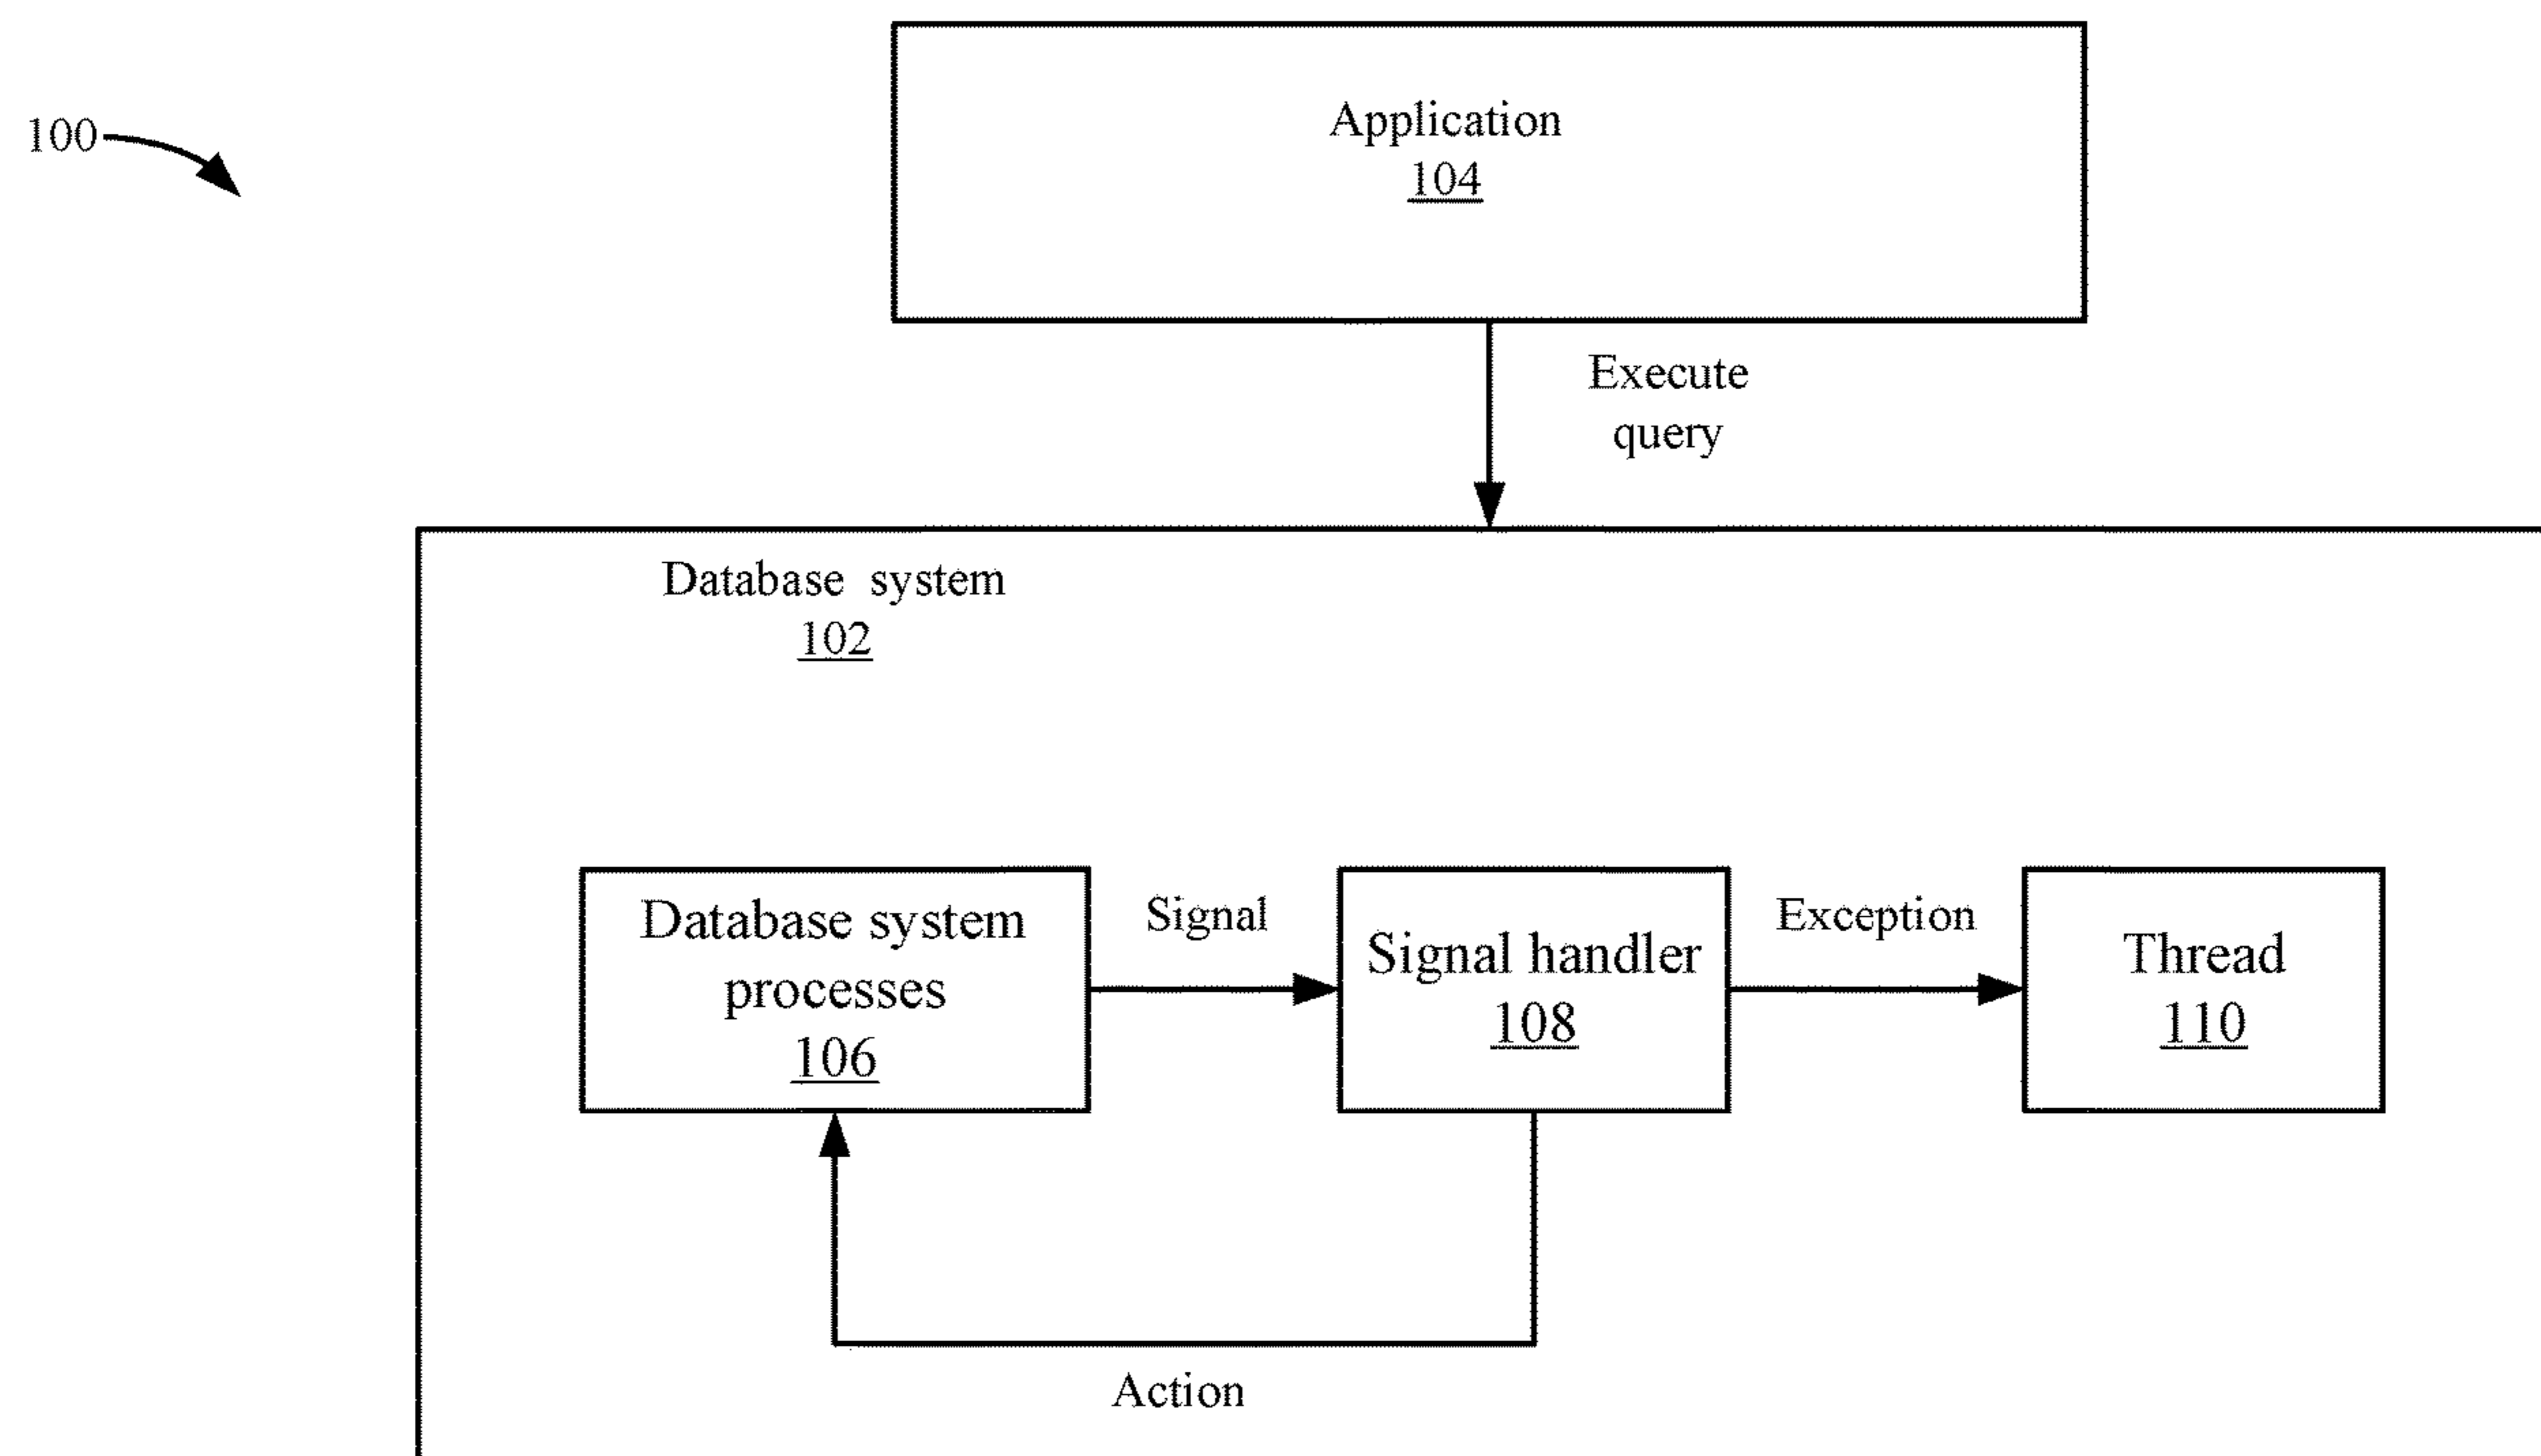 100
Application
104
Execute
query
Database system
102
Database system
processes
106
Signal
Signal handler
108
Exception
Thread
110
Action